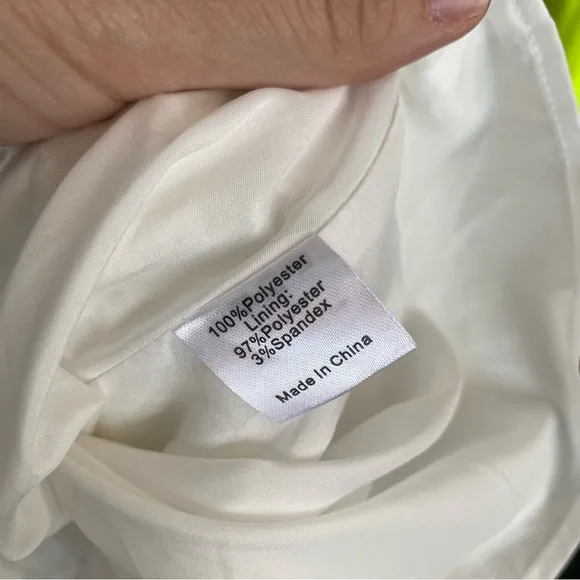 100%Polyester
Lining:
97%Polyester
3%Spandex
Made In China